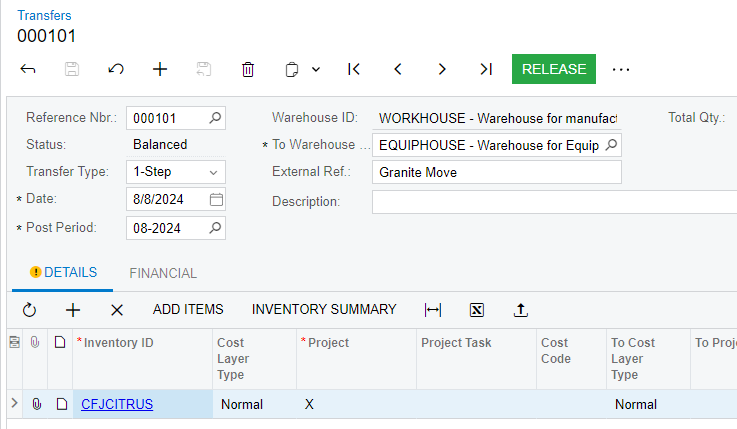 Transfers
000101
RELEASE
Reference Nbr.: 000101 Warehouse ID: WORKHOUSE - Warehouse for manufact Total Qty.:
Status: Balanced * To Warehouse ... EQUIPHOUSE - Warehouse for Equip
Transfer Type: 1-Step External Ref.: Granite Move
* Date: 8/8/2024 Description:
* Post Period: 08-2024
DETAILS FINANCIAL
ADD ITEMS INVENTORY SUMMARY
* Inventory ID Cost * Project Project Task Cost To Cost To Proje
Layer Code Layer
Type Type
CFJCITRUS Normal X Normal